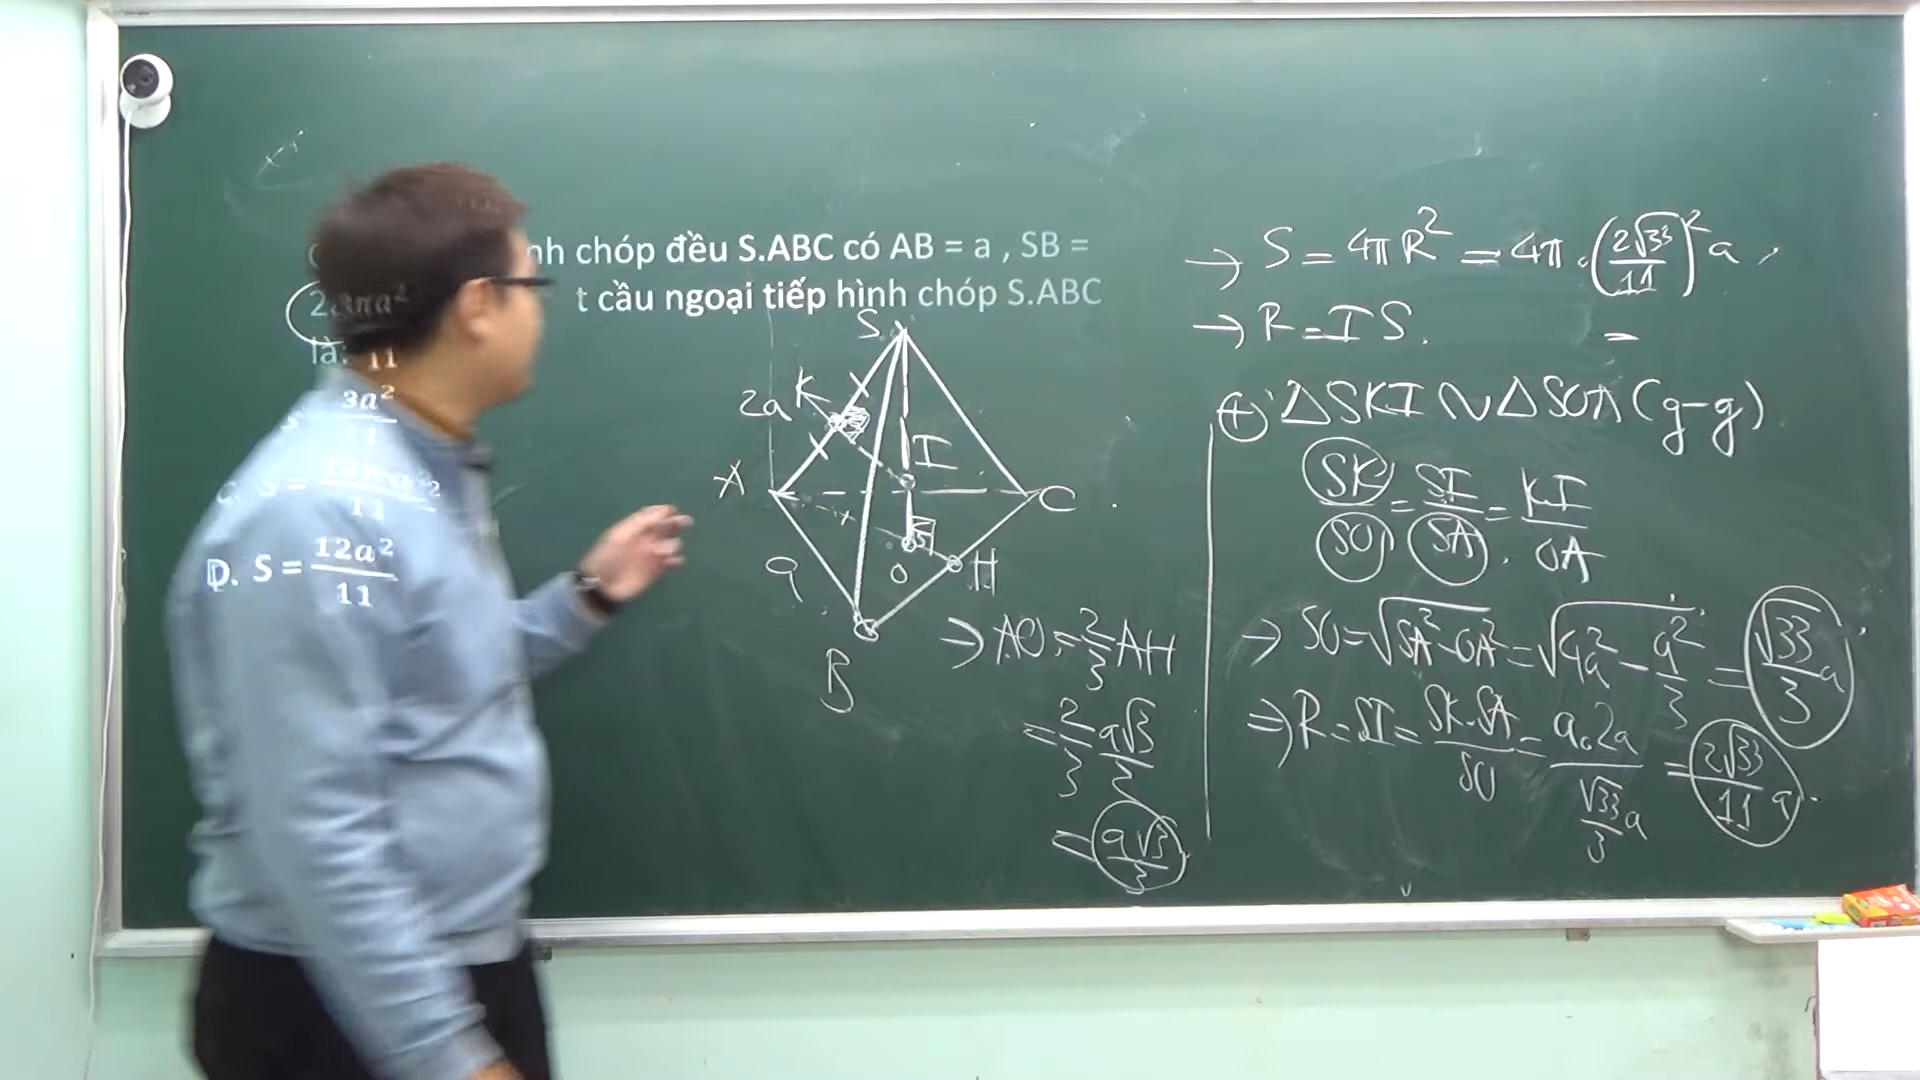 nh chóp đều S.ABC có AB = a , SB =
t cầu ngoại tiếp hình chóp S.ABC
là:
11
3a²
C. S =
11
D. S = 12a²/11
S
2a K
I
A
C
O
H
a
B
→ AO = 2/3 AH
= 2/3 a√3/2
= a√3/3
→ S = 4πR² = 4π.(2√33/11)² a
→ R = IS.
=
+ ΔSKI ∾ ΔSOA (g-g)
SK/SO = SI/SA = KI/OA
→ SO = √SA² - OA² = √4a² - a²/3 = √33/3 a
⇒ R = SI = SK.SA/SO = a.2a/√33/3 a = 2√33/11 a.